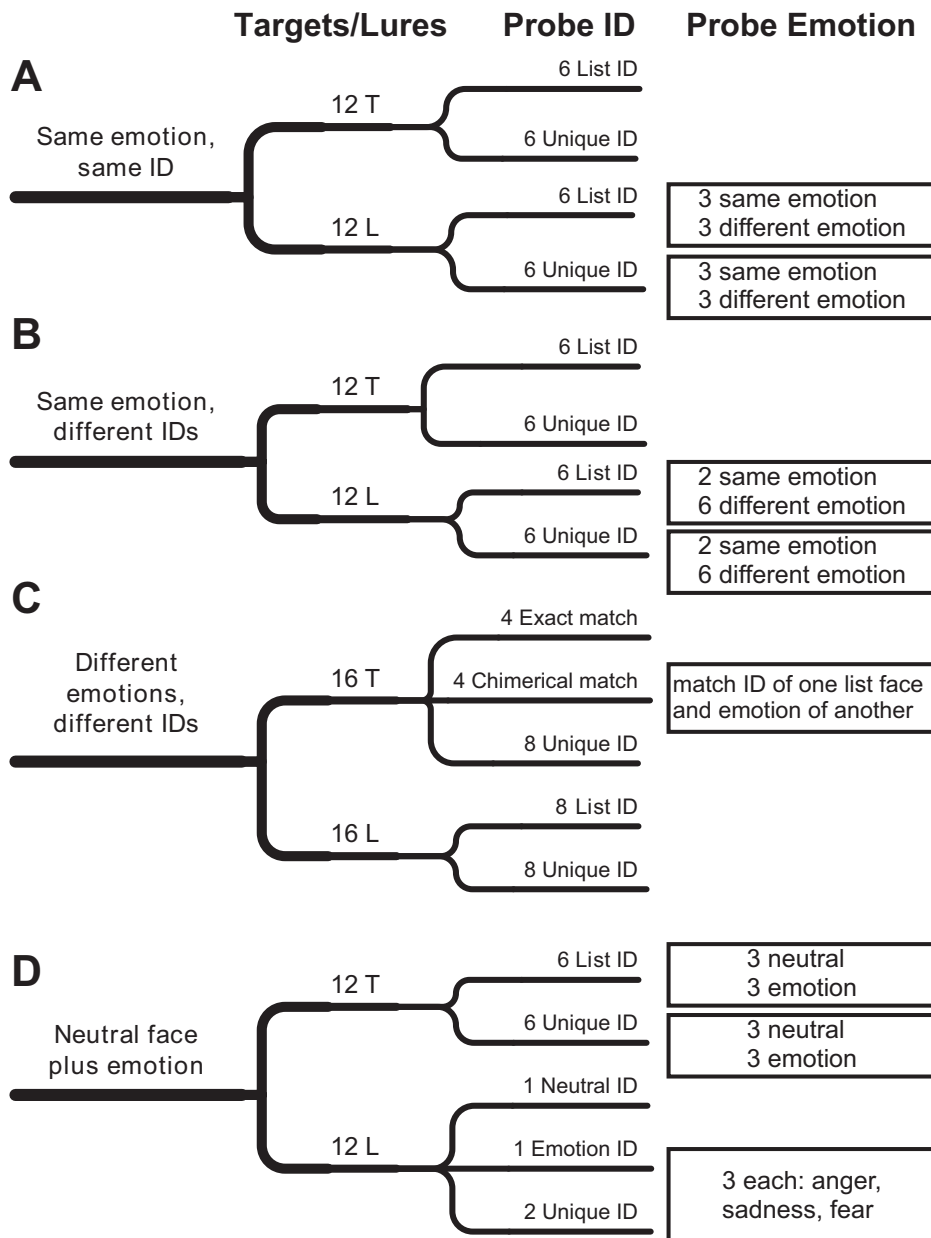 Targets/Lures Probe ID Probe Emotion
A
Same emotion,
same ID
12 T
6 List ID
6 Unique ID
12 L
6 List ID
6 Unique ID
3 same emotion
3 different emotion
3 same emotion
3 different emotion
B
Same emotion,
different IDs
12 T
6 List ID
6 Unique ID
12 L
6 List ID
6 Unique ID
2 same emotion
6 different emotion
2 same emotion
6 different emotion
C
Different
emotions,
different IDs
16 T
4 Exact match
4 Chimerical match
8 Unique ID
match ID of one list face
and emotion of another
16 L
8 List ID
8 Unique ID
D
Neutral face
plus emotion
12 T
6 List ID
6 Unique ID
3 neutral
3 emotion
3 neutral
3 emotion
12 L
1 Neutral ID
1 Emotion ID
2 Unique ID
3 each: anger,
sadness, fear